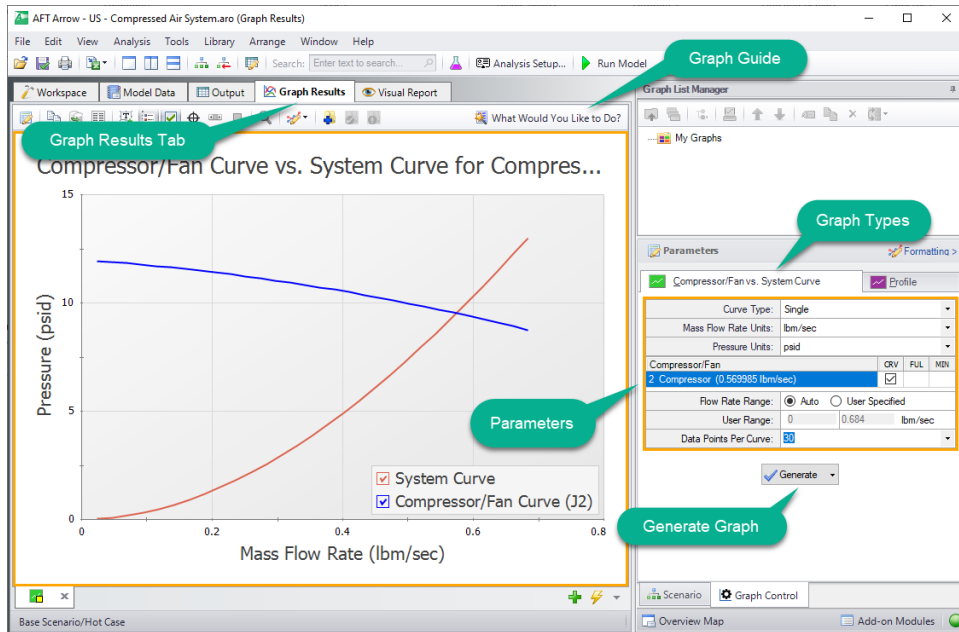 AFT Arrow - US - Compressed Air System.aro (Graph Results)
File Edit View Analysis Tools Library Arrange Window Help
Search: Enter text to search... Analysis Setup... Run Model
Graph Guide
Workspace Model Data Output Graph Results Visual Report
Graph List Manager
What Would You Like to Do?
Graph Results Tab
My Graphs
Compressor/Fan Curve vs. System Curve for Compres...
15
10
5
0
Pressure (psid)
0 0.2 0.4 0.6 0.8
Mass Flow Rate (lbm/sec)
System Curve
Compressor/Fan Curve (J2)
Graph Types
Parameters Formatting >
Compressor/Fan vs. System Curve Profile
Curve Type: Single
Mass Flow Rate Units: lbm/sec
Pressure Units: psid
Compressor/Fan CRV FUL MIN
2 Compressor (0.569985 lbm/sec)
Flow Rate Range: Auto User Specified
User Range: 0 0.684 lbm/sec
Data Points Per Curve: 30
Parameters
Generate
Generate Graph
Scenario Graph Control
Base Scenario/Hot Case
Overview Map Add-on Modules